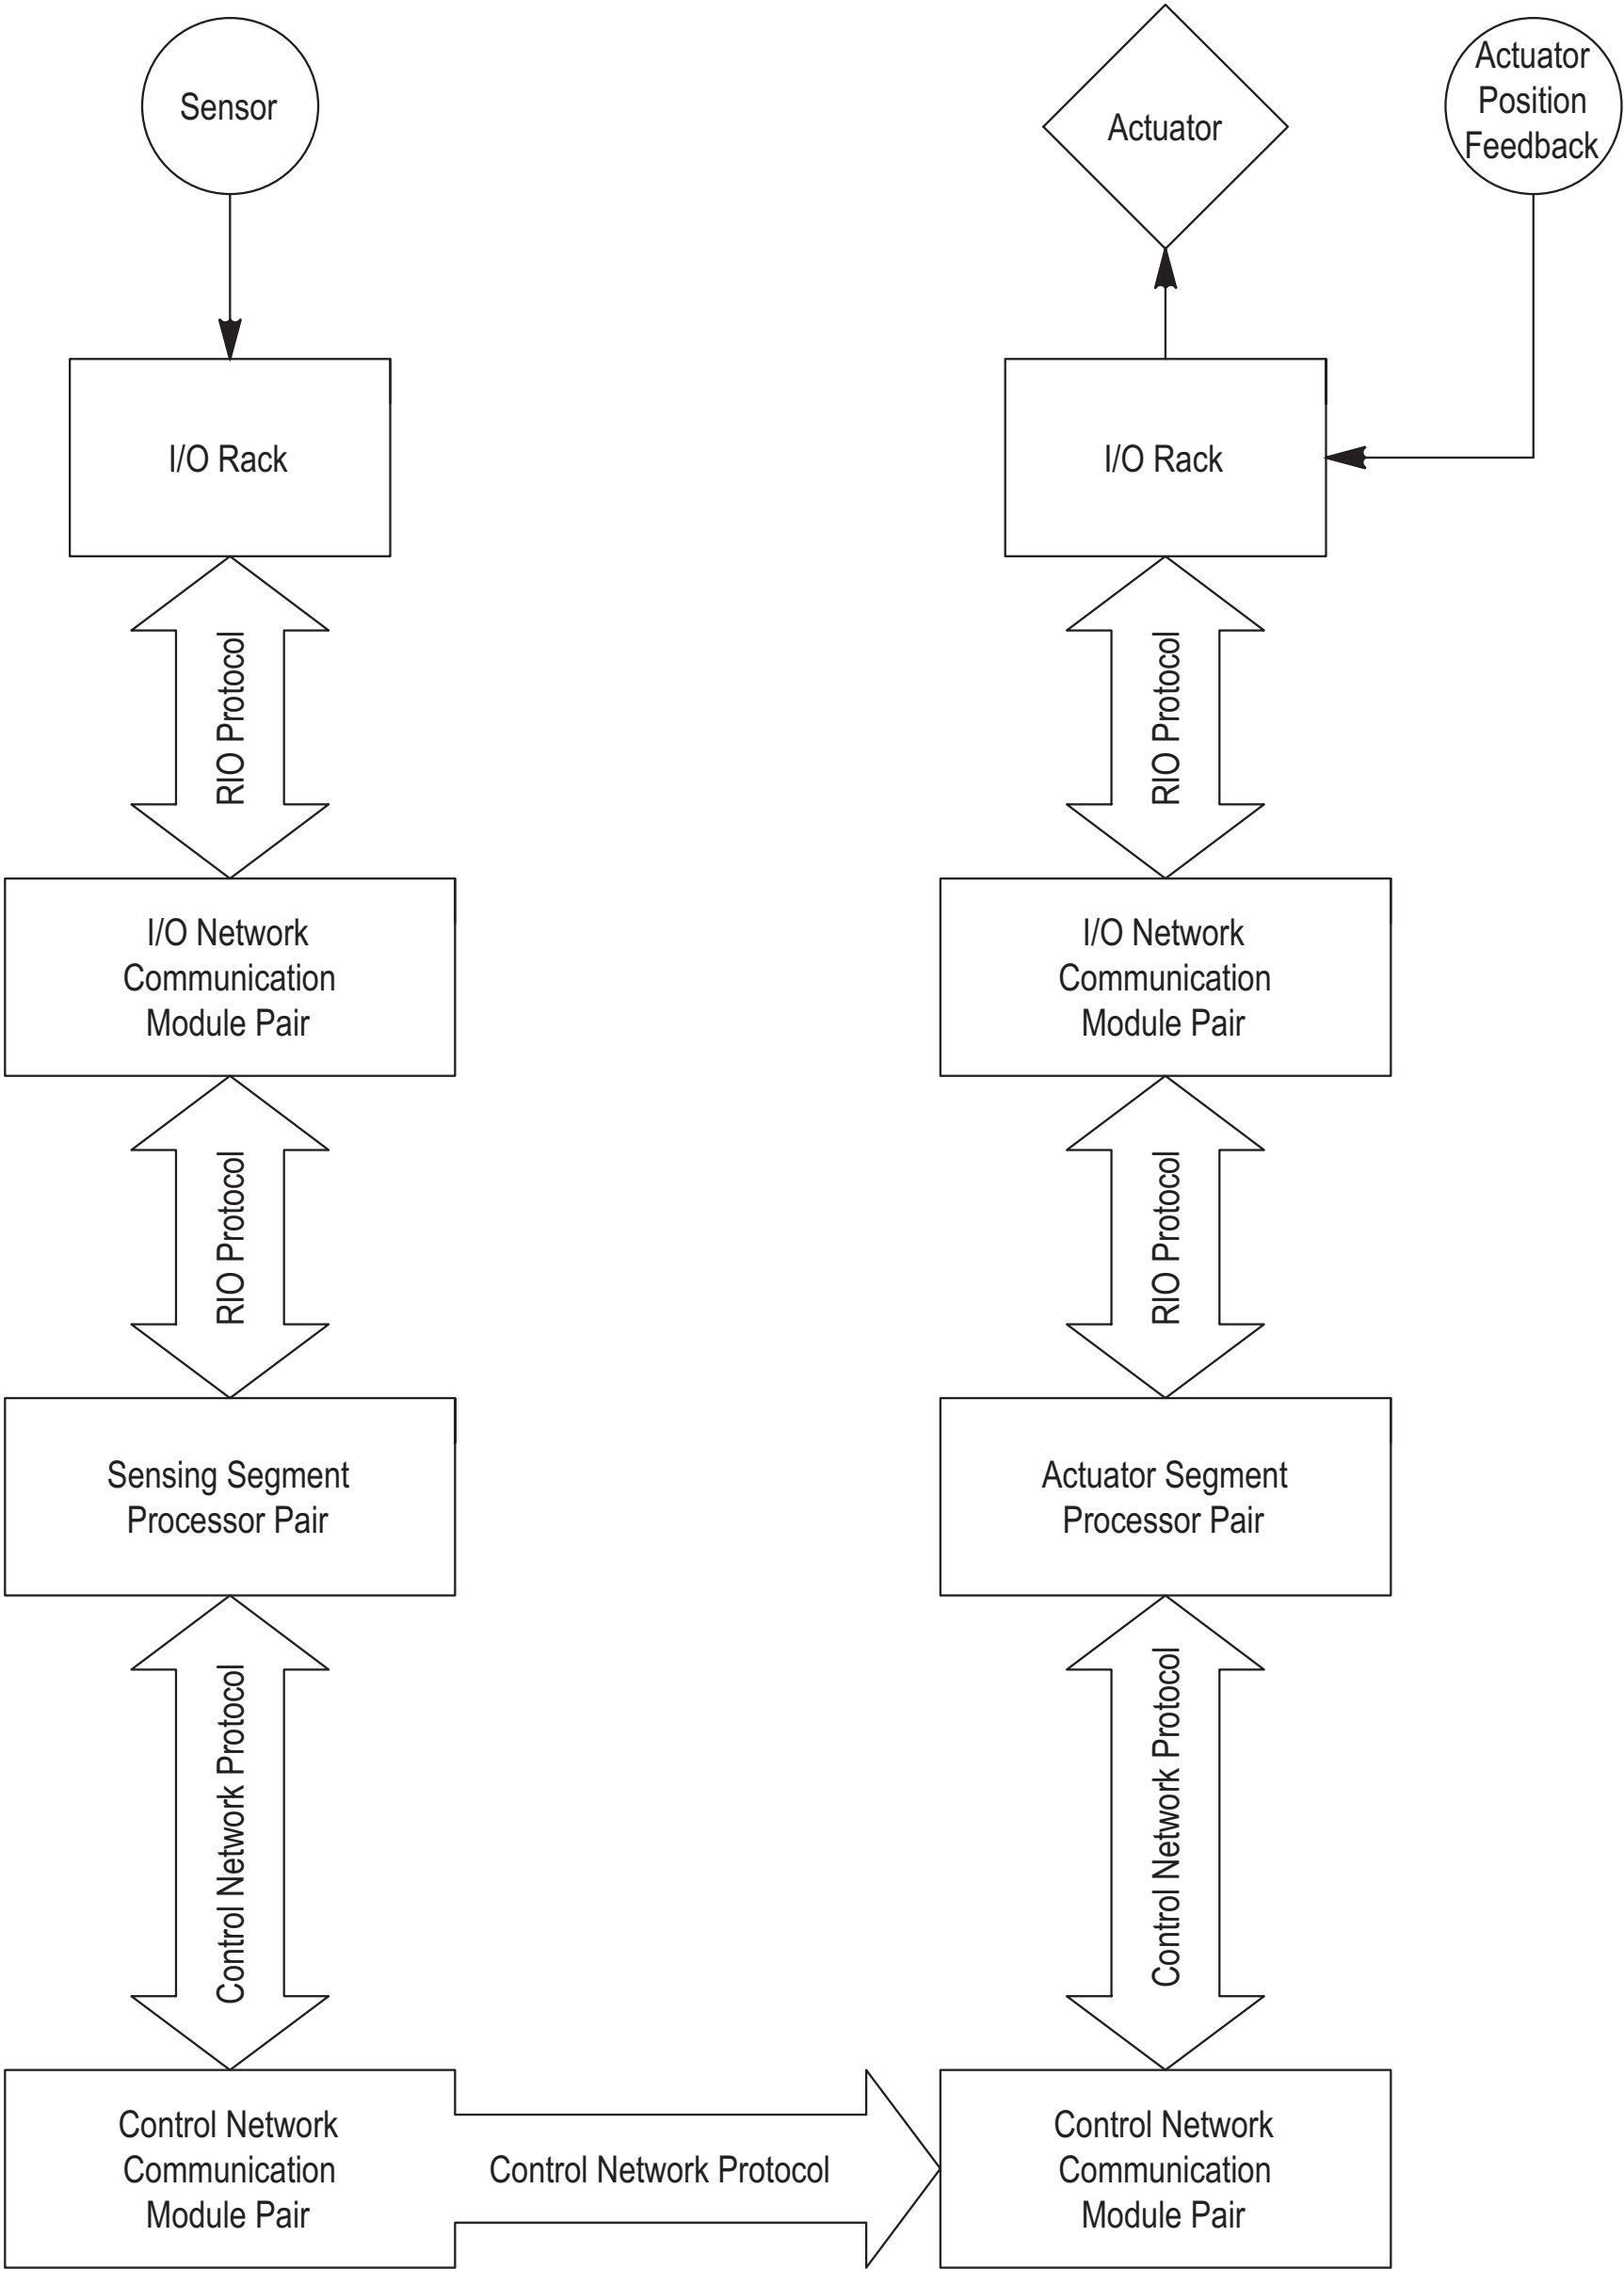 Sensor
Actuator
Actuator
Position
Feedback
I/O Rack
I/O Rack
RIO Protocol
RIO Protocol
I/O Network
Communication
Module Pair
I/O Network
Communication
Module Pair
RIO Protocol
RIO Protocol
Sensing Segment
Processor Pair
Actuator Segment
Processor Pair
Control Network Protocol
Control Network Protocol
Control Network
Communication
Module Pair
Control Network Protocol
Control Network
Communication
Module Pair